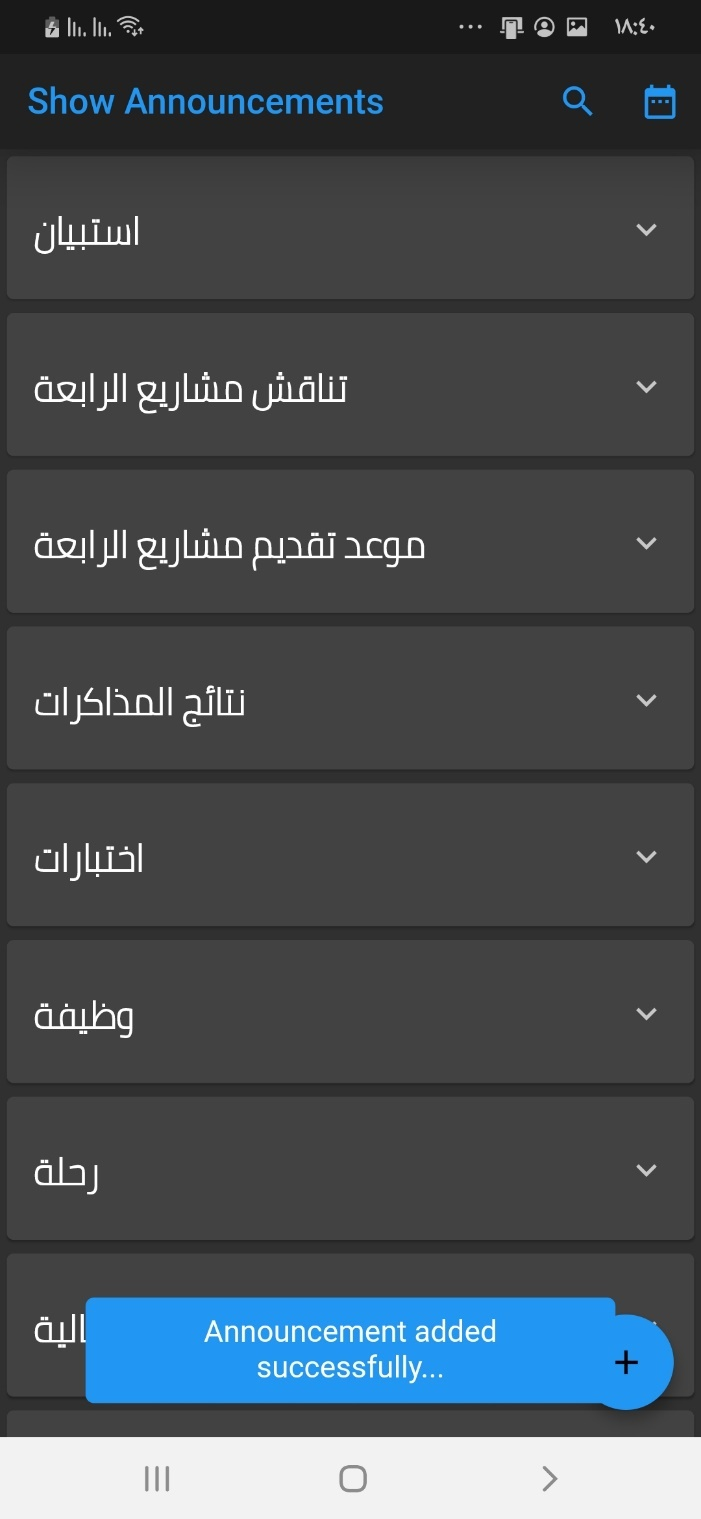 ١٨:٤٠
Show Announcements
استبيان
تناقش مشاريع الرابعة
موعد تقديم مشاريع الرابعة
نتائج المذاكرات
اختبارات
وظيفة
رحلة
Announcement added
successfully...